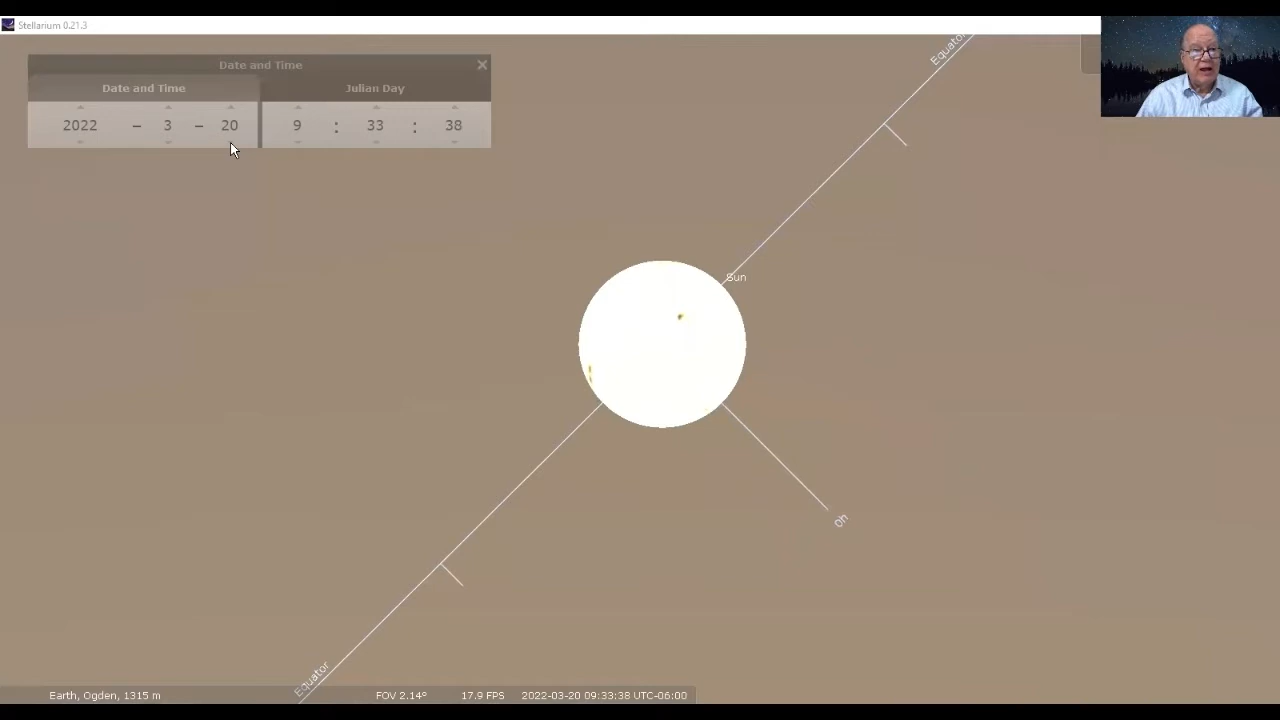 Stellarium 0.21.3
Equator
Date and Time
Date and Time Julian Day
2022 – 3 – 20 9 : 33 : 38
Sun
0h
Equator
Earth, Ogden, 1315 m FOV 2.14° 17.9 FPS 2022-03-20 09:33:38 UTC-06:00